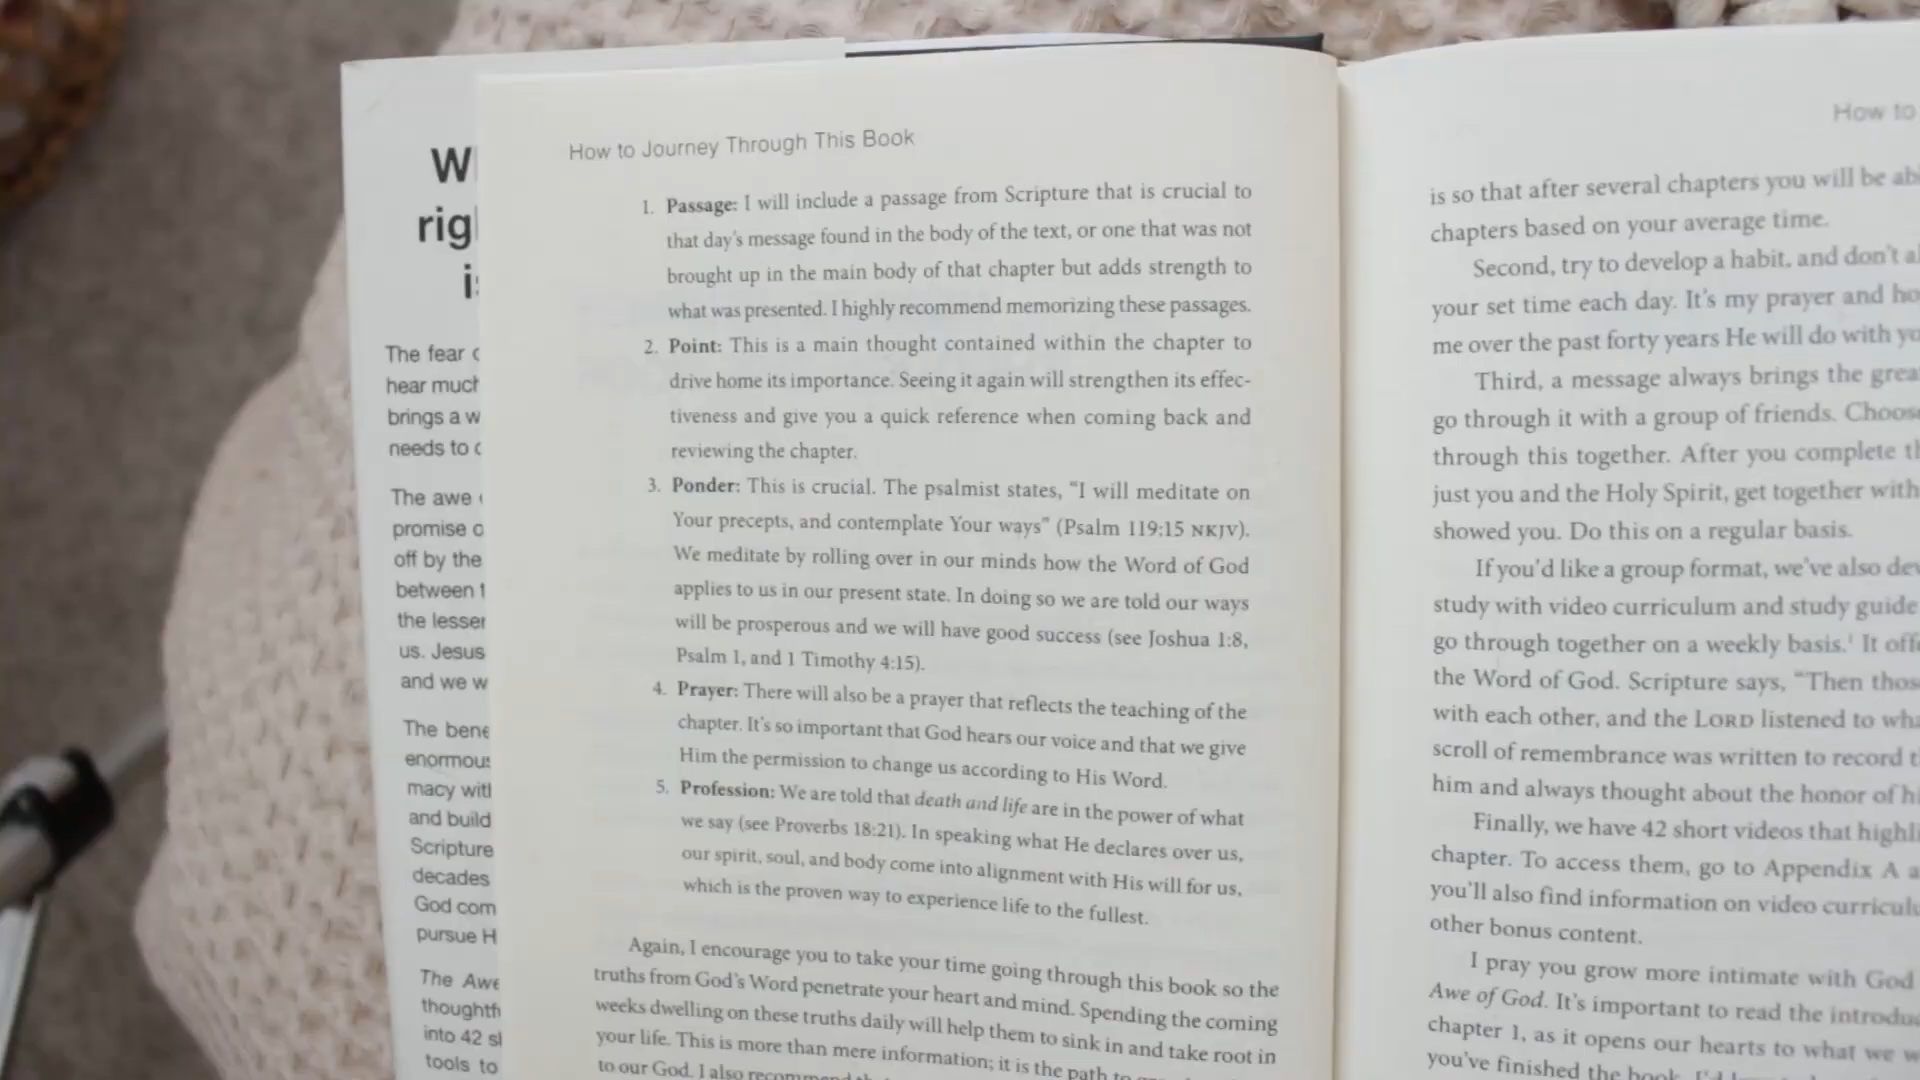 W
rig
The fear
hear much
brings a w
needs to
The awe
promise o
off by the
between
the lesser
us. Jesus
and we w
The bene
enormous
macy with
and build
Scripture
decades
God com
pursue H
The Awe
thoughtf
into 42 s
tools to
How to Journey Through This Book
1. Passage: I will include a passage from Scripture that is crucial to
that day's message found in the body of the text, or one that was not
brought up in the main body of that chapter but adds strength to
what was presented. I highly recommend memorizing these passages.
2. Point: This is a main thought contained within the chapter to
drive home its importance. Seeing it again will strengthen its effec-
tiveness and give you a quick reference when coming back and
reviewing the chapter.
3. Ponder: This is crucial. The psalmist states, “I will meditate on
Your precepts, and contemplate Your ways” (Psalm 119:15 NKJV).
We meditate by rolling over in our minds how the Word of God
applies to us in our present state. In doing so we are told our ways
will be prosperous and we will have good success (see Joshua 1:8,
Psalm 1, and 1 Timothy 4:15).
4. Prayer: There will also be a prayer that reflects the teaching of the
chapter. It's so important that God hears our voice and that we give
Him the permission to change us according to His Word.
5. Profession: We are told that death and life are in the power of what
we say (see Proverbs 18:21). In speaking what He declares over us,
our spirit, soul, and body come into alignment with His will for us,
which is the proven way to experience life to the fullest.
Again, I encourage you to take your time going through this book so the
truths from God's Word penetrate your heart and mind. Spending the coming
weeks dwelling on these truths daily will help them to sink in and take root in
your life. This is more than mere information; it is the path to
to our God. I also recommend
How to
is so that after several chapters you will be ab
chapters based on your average time.
Second, try to develop a habit, and don't a
your set time each day. It's my prayer and ho
me over the past forty years He will do with yo
Third, a message always brings the grea
go through it with a group of friends. Choose
through this together. After you complete th
just you and the Holy Spirit, get together with
showed you. Do this on a regular basis.
If you'd like a group format, we've also dev
study with video curriculum and study guide
go through together on a weekly basis.¹ It offe
the Word of God. Scripture says, “Then thos
with each other, and the LORD listened to wha
scroll of remembrance was written to record t
him and always thought about the honor of hi
Finally, we have 42 short videos that highli
chapter. To access them, go to Appendix A a
you'll also find information on video curricul
other bonus content.
I pray you grow more intimate with God
Awe of God. It's important to read the introduc
chapter 1, as it opens our hearts to what we w
you've finished the book, I'd